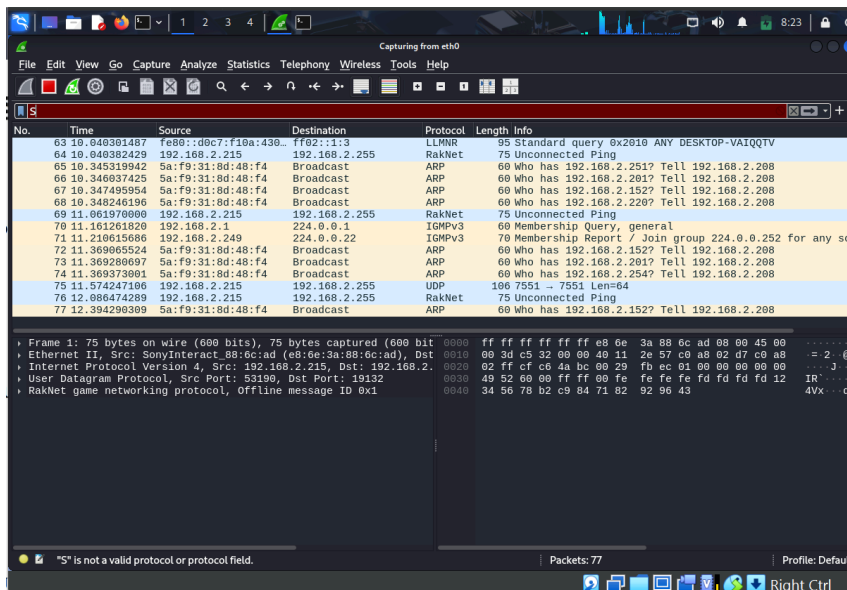 1 2 3 4 8:23
Capturing from eth0
File Edit View Go Capture Analyze Statistics Telephony Wireless Tools Help
S
No. Time Source Destination Protocol Length Info
63 10.040301487 fe80::d0c7:f10a:430… ff02::1:3 LLMNR 95 Standard query 0x2010 ANY DESKTOP-VAIQQTV
64 10.040382429 192.168.2.215 192.168.2.255 RakNet 75 Unconnected Ping
65 10.345319942 5a:f9:31:8d:48:f4 Broadcast ARP 60 Who has 192.168.2.251? Tell 192.168.2.208
66 10.346037425 5a:f9:31:8d:48:f4 Broadcast ARP 60 Who has 192.168.2.201? Tell 192.168.2.208
67 10.347495954 5a:f9:31:8d:48:f4 Broadcast ARP 60 Who has 192.168.2.152? Tell 192.168.2.208
68 10.348246196 5a:f9:31:8d:48:f4 Broadcast ARP 60 Who has 192.168.2.220? Tell 192.168.2.208
69 11.061970000 192.168.2.215 192.168.2.255 RakNet 75 Unconnected Ping
70 11.161261820 192.168.2.1 224.0.0.1 IGMPv3 60 Membership Query, general
71 11.210615686 192.168.2.249 224.0.0.22 IGMPv3 70 Membership Report / Join group 224.0.0.252 for any so
72 11.369065524 5a:f9:31:8d:48:f4 Broadcast ARP 60 Who has 192.168.2.152? Tell 192.168.2.208
73 11.369280697 5a:f9:31:8d:48:f4 Broadcast ARP 60 Who has 192.168.2.201? Tell 192.168.2.208
74 11.369373001 5a:f9:31:8d:48:f4 Broadcast ARP 60 Who has 192.168.2.254? Tell 192.168.2.208
75 11.574247106 192.168.2.215 192.168.2.255 UDP 106 7551 → 7551 Len=64
76 12.086474289 192.168.2.215 192.168.2.255 RakNet 75 Unconnected Ping
77 12.394290309 5a:f9:31:8d:48:f4 Broadcast ARP 60 Who has 192.168.2.152? Tell 192.168.2.208
Frame 1: 75 bytes on wire (600 bits), 75 bytes captured (600 bit 0000 ff ff ff ff ff ff e8 6e 3a 88 6c ad 08 00 45 00
Ethernet II, Src: SonyInteract_88:6c:ad (e8:6e:3a:88:6c:ad), Dst 0010 00 3d c5 32 00 00 40 11 2e 57 c0 a8 02 d7 c0 a8 ·=·2··@
Internet Protocol Version 4, Src: 192.168.2.215, Dst: 192.168.2. 0020 02 ff cf c6 4a bc 00 29 fb ec 01 00 00 00 00 00 ····J··
User Datagram Protocol, Src Port: 53190, Dst Port: 19132 0030 49 52 60 00 ff ff 00 fe fe fe fe fd fd fd fd 12 IR`····
RakNet game networking protocol, Offline message ID 0x1 0040 34 56 78 b2 c9 84 71 82 92 96 43 4Vx···
"S" is not a valid protocol or protocol field. Packets: 77 Profile: Defau
Right Ctrl